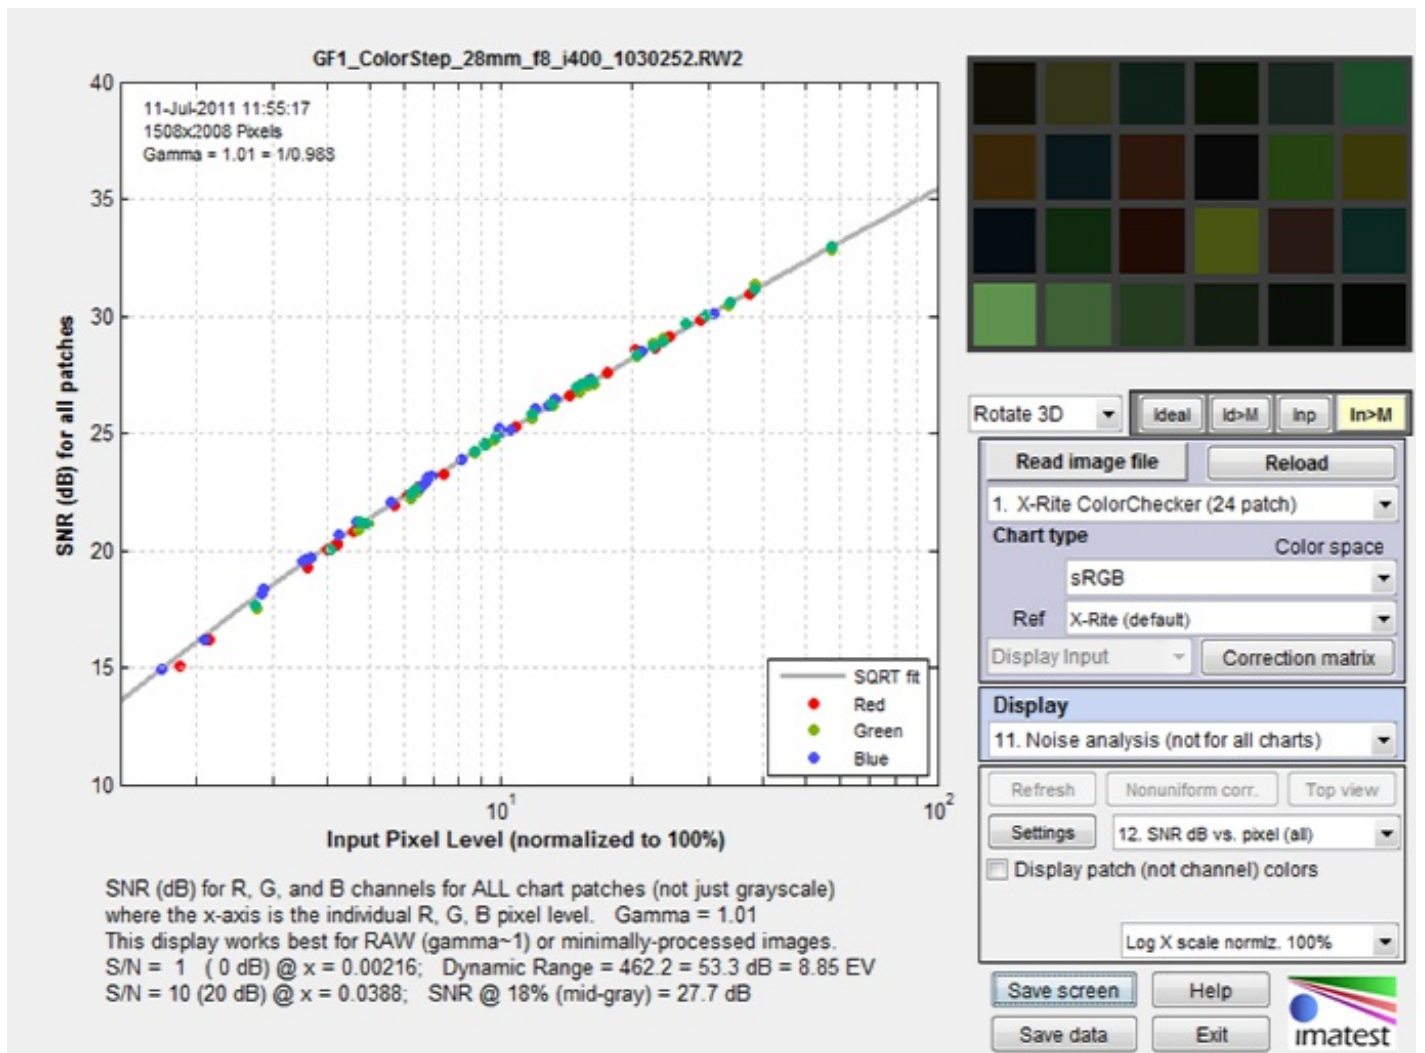 GF1_ColorStep_28mm_f8_i400_1030252.RW2
40
11-Jul-2011 11:55:17
1508x2008 Pixels
Gamma = 1.01 = 1/0.988
35
30
25
20
15
10
SNR (dB) for all patches
SQRT fit
Red
Green
Blue
10^1
10^2
Input Pixel Level (normalized to 100%)
SNR (dB) for R, G, and B channels for ALL chart patches (not just grayscale)
where the x-axis is the individual R, G, B pixel level. Gamma = 1.01
This display works best for RAW (gamma~1) or minimally-processed images.
S/N = 1 ( 0 dB) @ x = 0.00216; Dynamic Range = 462.2 = 53.3 dB = 8.85 EV
S/N = 10 (20 dB) @ x = 0.0388; SNR @ 18% (mid-gray) = 27.7 dB
Rotate 3D
Ideal Id>M Inp In>M
Read image file Reload
1. X-Rite ColorChecker (24 patch)
Chart type
Color space
sRGB
Ref X-Rite (default)
Display Input Correction matrix
Display
11. Noise analysis (not for all charts)
Refresh Nonuniform corr. Top view
Settings 12. SNR dB vs. pixel (all)
Display patch (not channel) colors
Log X scale normlz. 100%
Save screen Help
Save data Exit
imatest